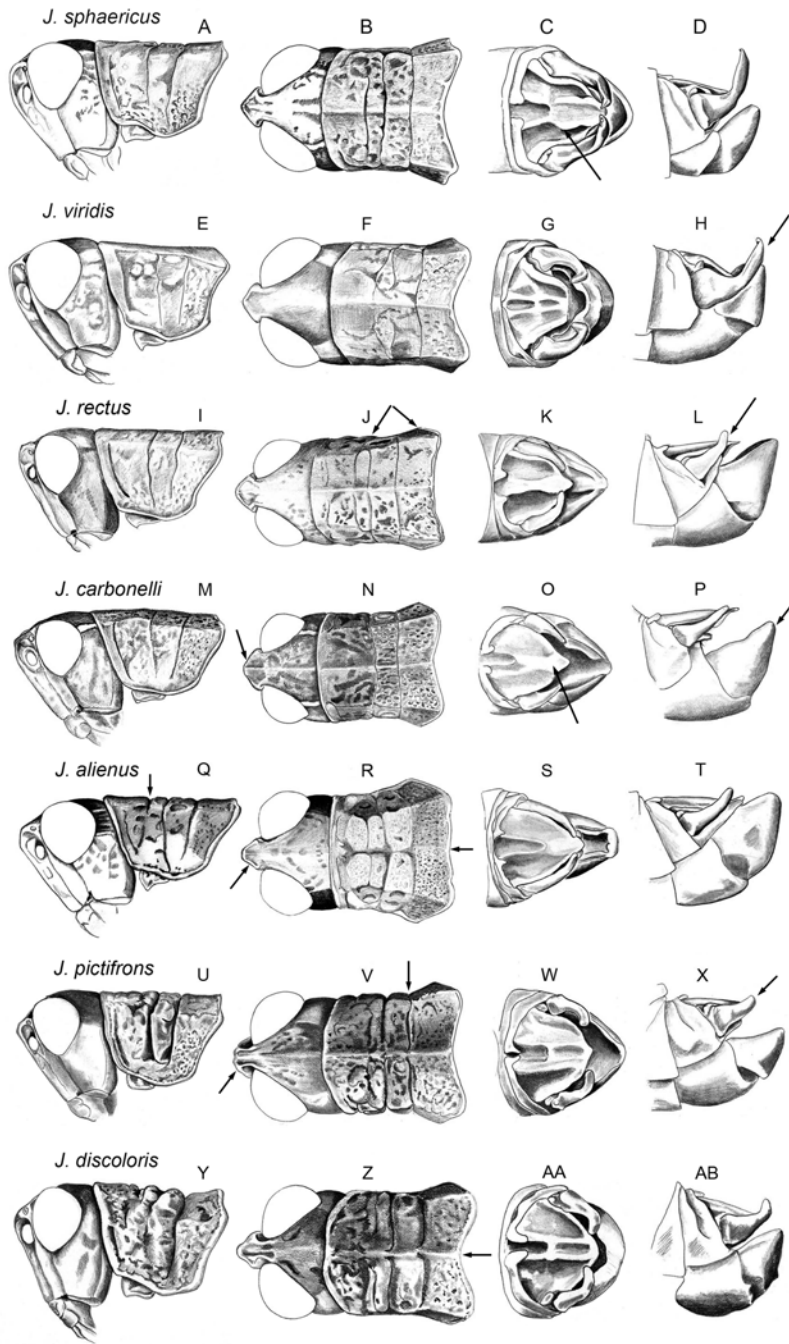 J. sphaericus
A B C D
J. viridis
E F G H
J. rectus
I J K L
J. carbonelli
M N O P
J. alienus
Q R S T
J. pictifrons
U V W X
J. discoloris
Y Z AA AB